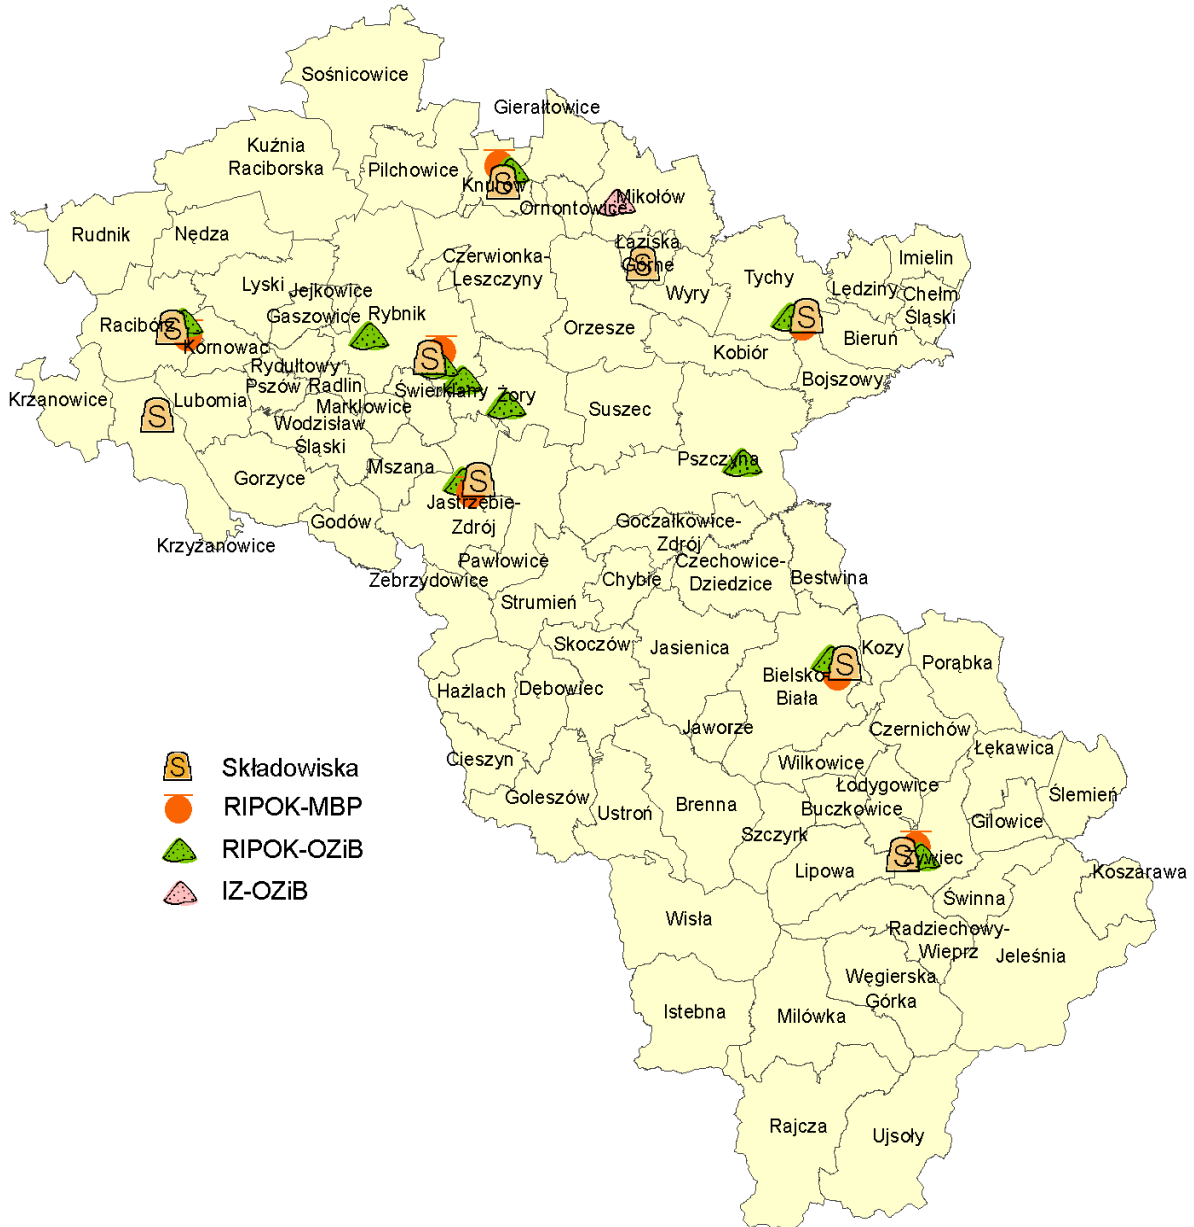 Sośnicowice
Gierałtowice
Kuźnia
Raciborska
Pilchowice
S
Knurów
Mikołów
Ornontowice
Rudnik
Nędza
Łaziska
Górne
S
Czerwionka-
Leszczyny
Imielin
Tychy
Lędziny
Chełm
Śląski
Lyski
Jejkowice
Wyry
Gaszowice
Rybnik
Racibórz
S
Orzesze
S
Bieruń
Kornowac
Kobiór
S
Rydułtowy
Pszów
Radlin
Świerklany
Żory
Bojszowy
Krzanowice
Lubomia
Marklowice
Suszec
S
Wodzisław
Śląski
Mszana
Pszczyna
Gorzyce
S
Jastrzębie-
Zdrój
Godów
Goczałkowice-
Zdrój
Krzyżanowice
Pawłowice
Czechowice-
Dziedzice
Zebrzydowice
Chybie
Bestwina
Strumień
Skoczów
Jasienica
Kozy
Porąbka
S
Bielsko-
Biała
Hażlach
Dębowiec
Jaworze
Czernichów
Łękawica
Cieszyn
Wilkowice
Łodygowice
Ślemień
Goleszów
Ustroń
Brenna
Buczkowice
Gilowice
Szczyrk
S
Żywiec
Lipowa
Koszarawa
Świnna
Wisła
Radziechowy-
Wieprz
Jeleśnia
Węgierska
Górka
Istebna
Milówka
Rajcza
Ujsoły
S
Składowiska
RIPOK-MBP
RIPOK-OZiB
IZ-OZiB